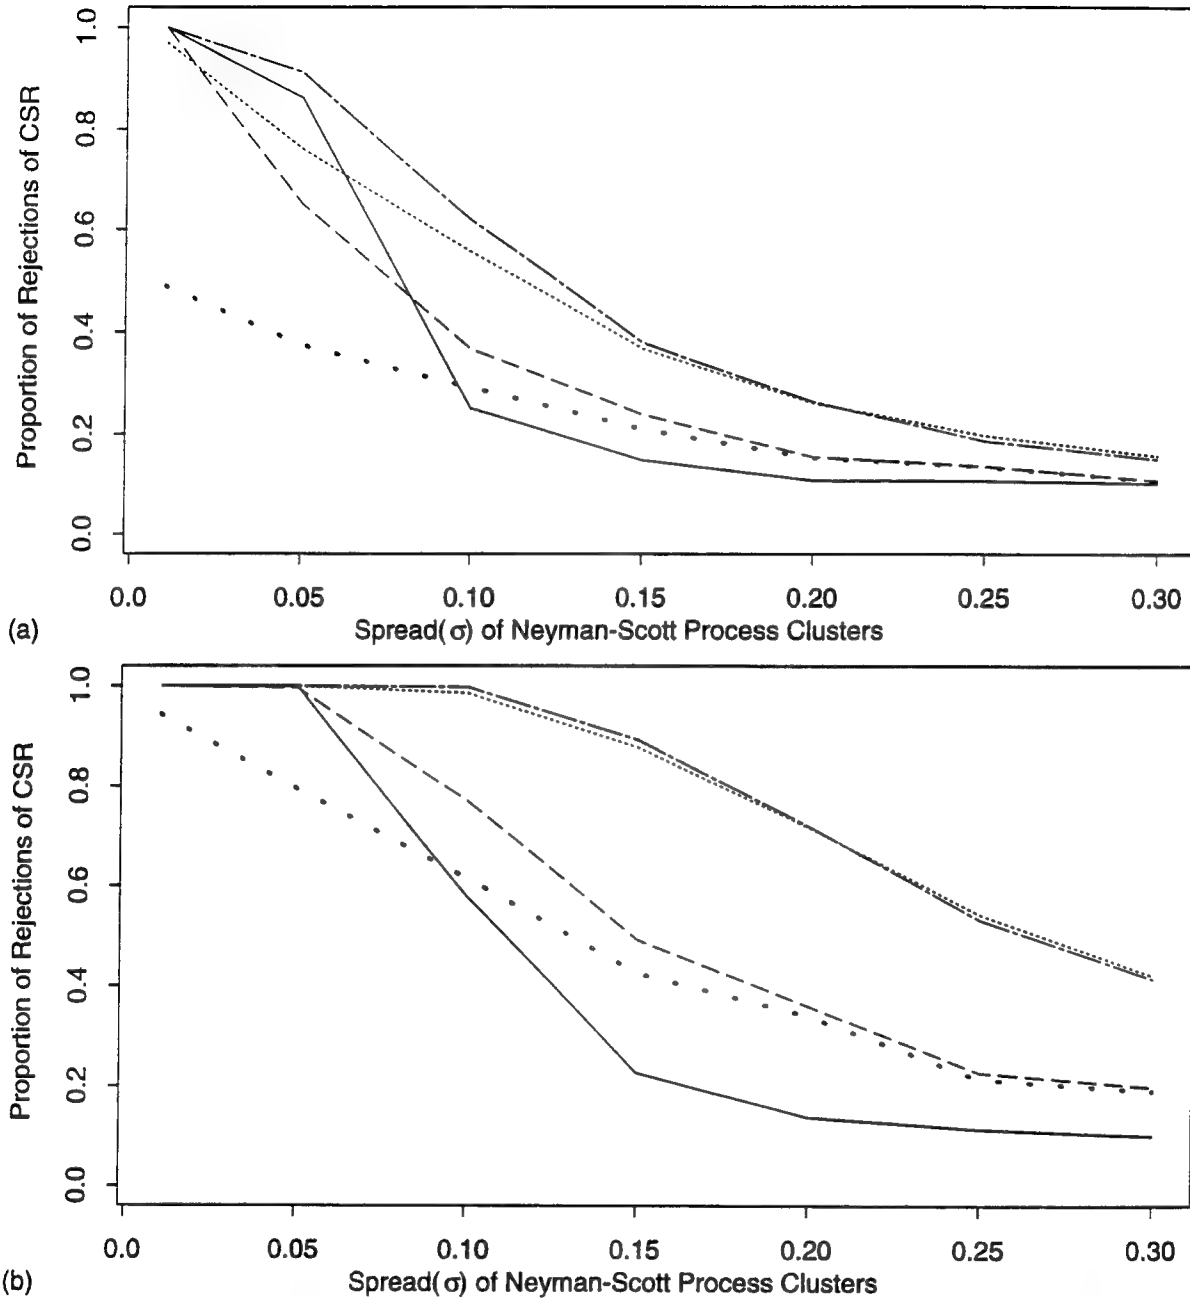 Proportion of Rejections of CSR
1.0
0.8
0.6
0.4
0.2
0.0
0.0 0.05 0.10 0.15 0.20 0.25 0.30
(a) Spread(σ) of Neyman-Scott Process Clusters
Proportion of Rejections of CSR
1.0
0.8
0.6
0.4
0.2
0.0
0.0 0.05 0.10 0.15 0.20 0.25 0.30
(b) Spread(σ) of Neyman-Scott Process Clusters